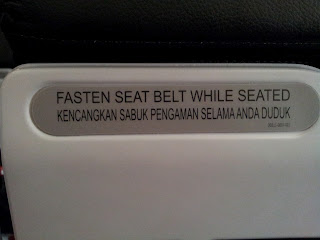 FASTEN SEAT BELT WHILE SEATED
KENCANGKAN SABUK PENGAMAN SELAMA ANDA DUDUK